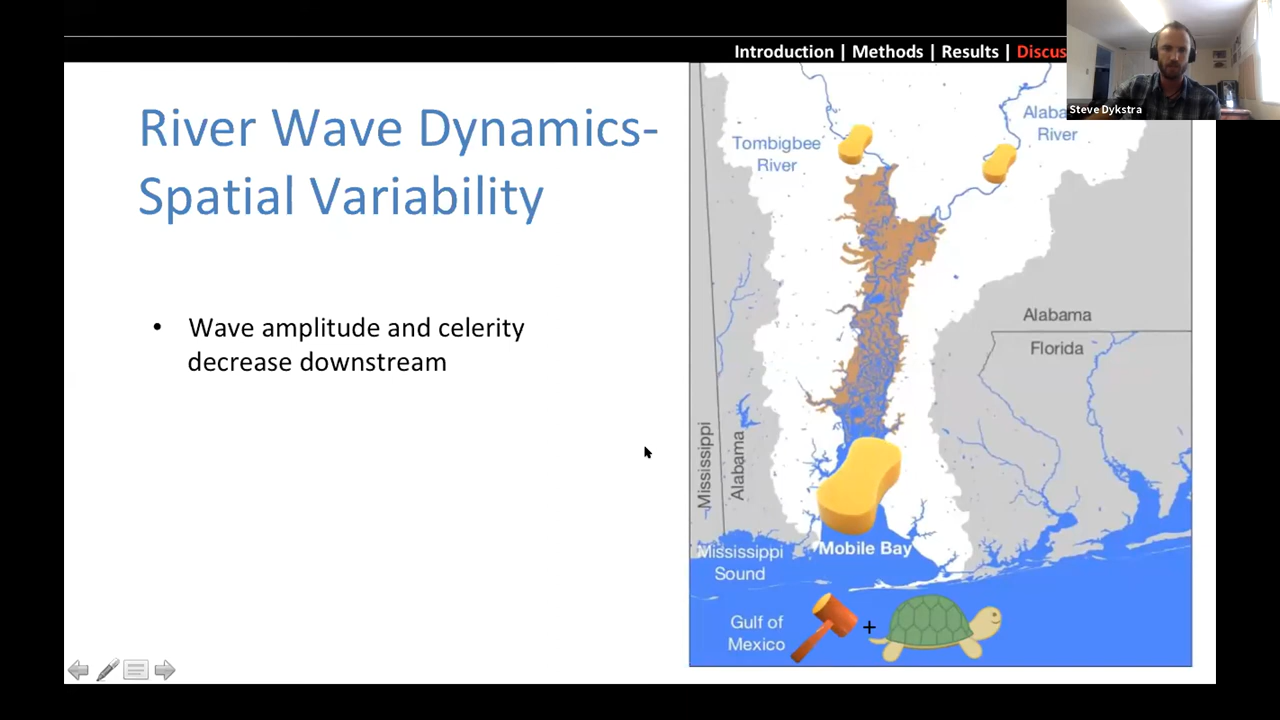 Introduction | Methods | Results | Discus
Steve Dykstra
River Wave Dynamics-
Spatial Variability
• Wave amplitude and celerity
decrease downstream
Tombigbee
River
Alaba
River
Alabama
Florida
Mississippi
Alabama
Mobile Bay
Mississippi
Sound
Gulf of
Mexico
+